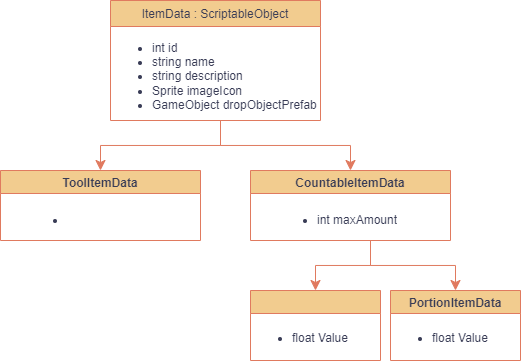 ItemData : ScriptableObject
int id
string name
string description
Sprite imageIcon
GameObject dropObjectPrefab
ToolItemData
CountableItemData
int maxAmount
PortionItemData
float Value
float Value